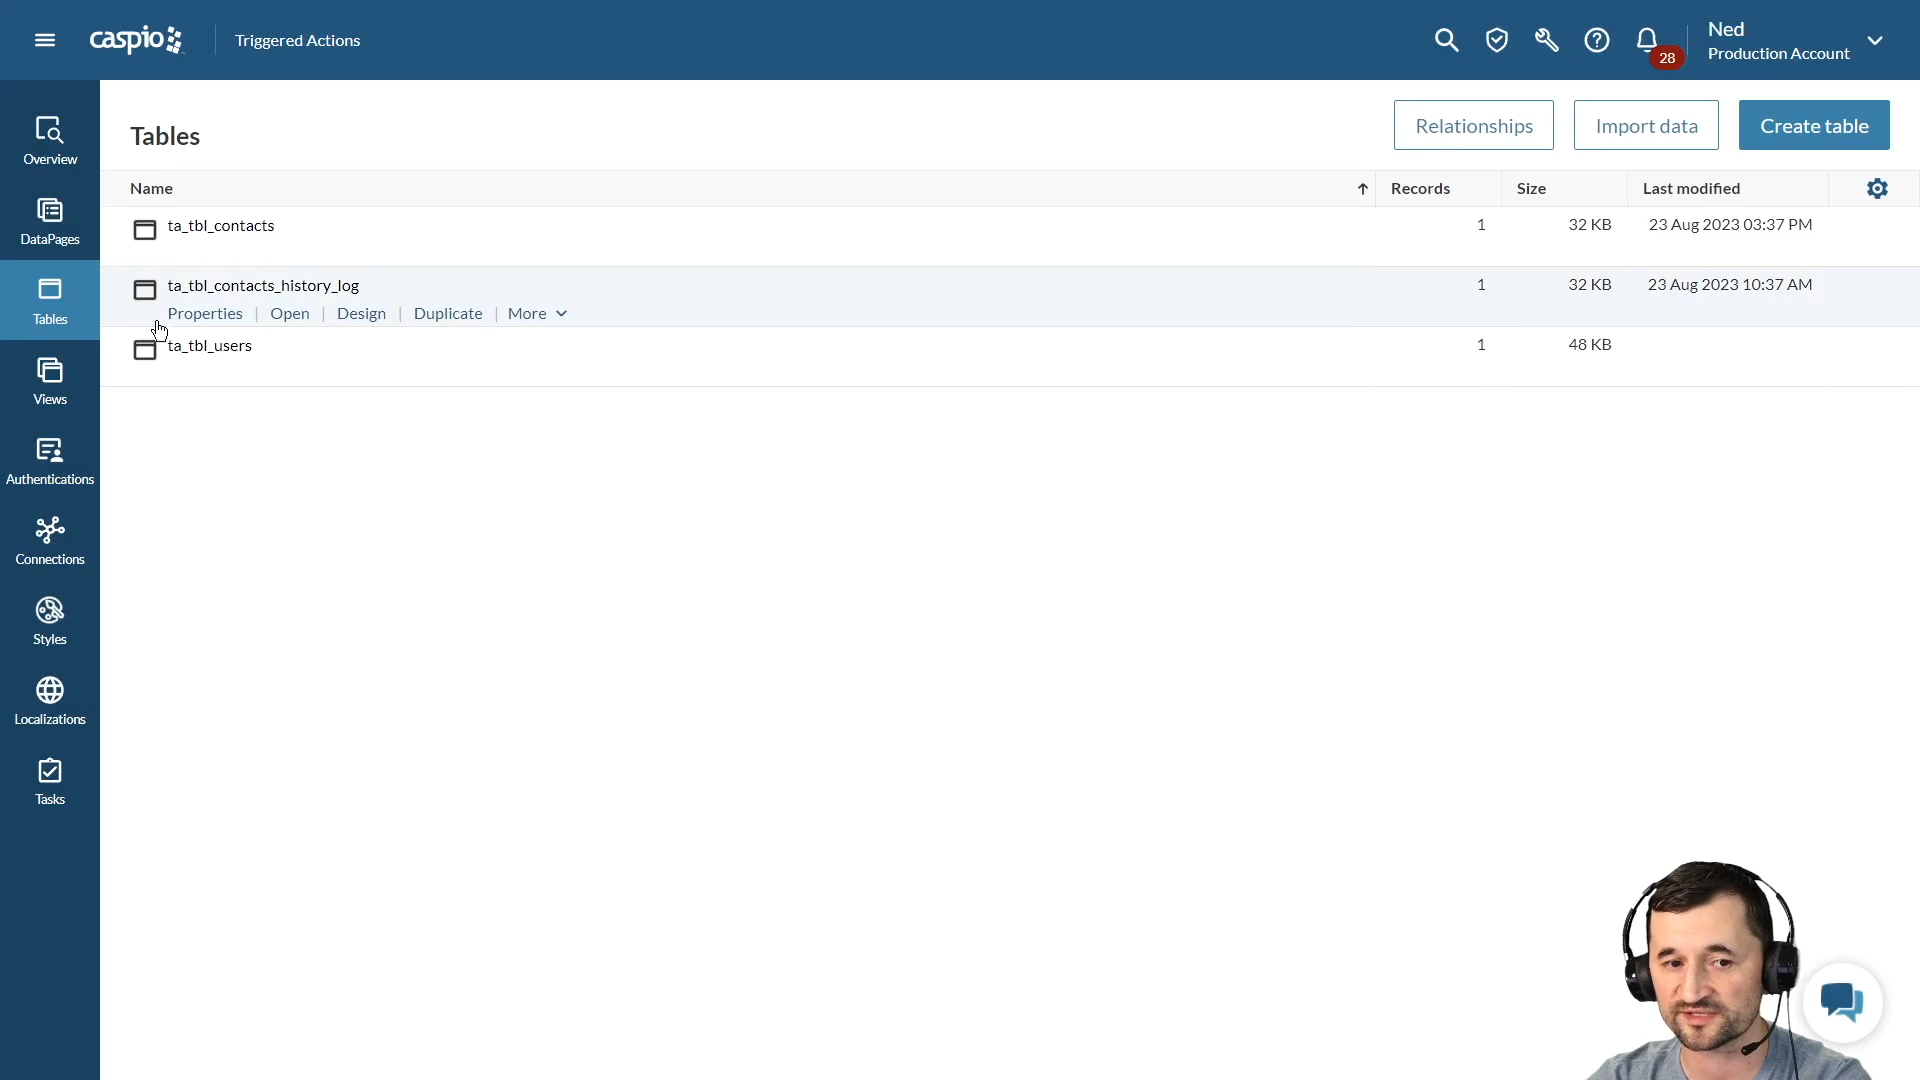 caspio
Triggered Actions
28
Ned
Production Account
Overview
DataPages
Tables
Views
Authentications
Connections
Styles
Localizations
Tasks
Tables
Relationships
Import data
Create table
Name
Records
Size
Last modified
ta_tbl_contacts
1
32 KB
23 Aug 2023 03:37 PM
ta_tbl_contacts_history_log
1
32 KB
23 Aug 2023 10:37 AM
Properties | Open | Design | Duplicate | More
ta_tbl_users
1
48 KB